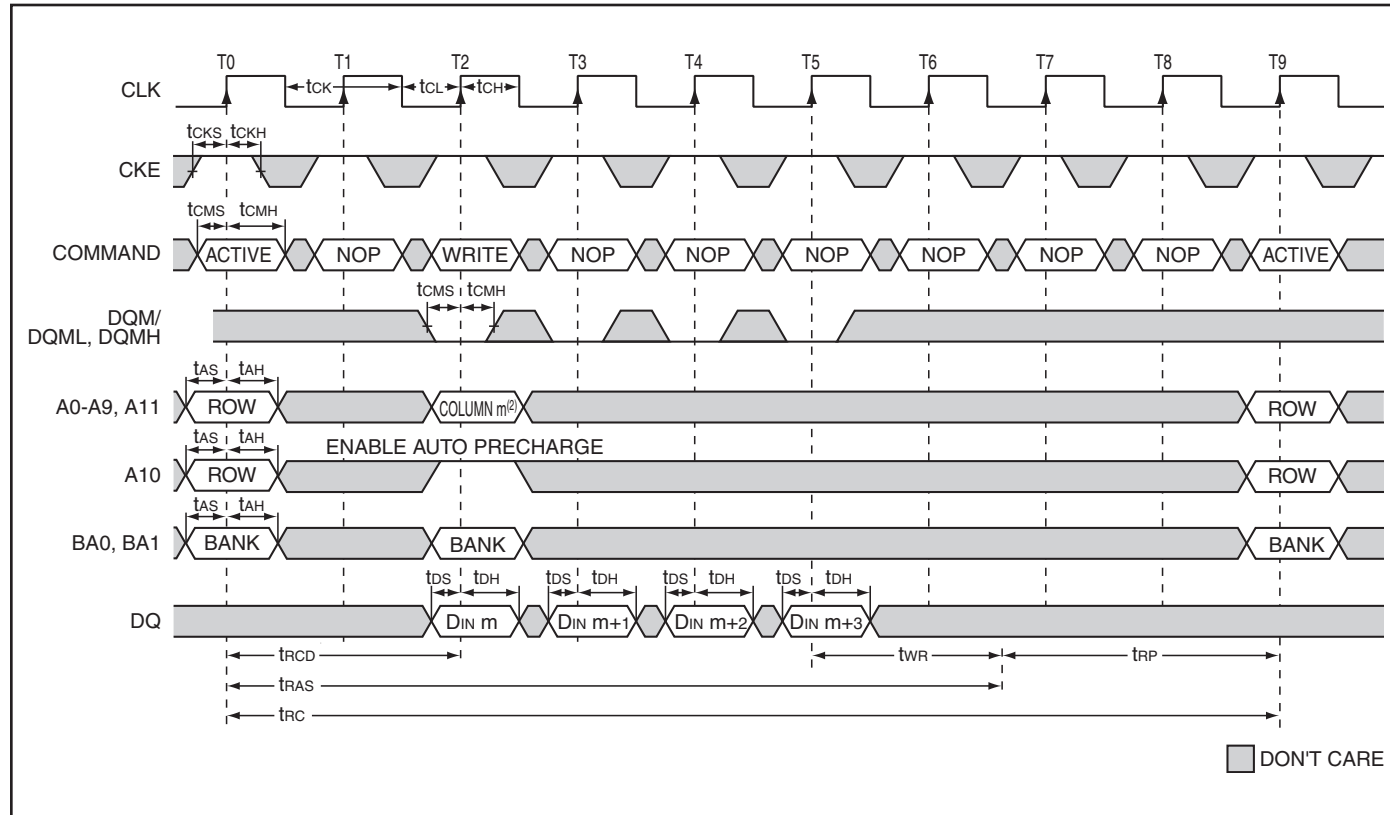 T0 T1 T2 T3 T4 T5 T6 T7 T8 T9
CLK tCK tCL tCH
tCKS tCKH
CKE
tCMS tCMH
COMMAND ACTIVE NOP WRITE NOP NOP NOP NOP NOP NOP ACTIVE
tCMS tCMH
DQM/
DQML, DQMH
tAS tAH
A0-A9, A11 ROW COLUMN m(2) ROW
tAS tAH ENABLE AUTO PRECHARGE
A10 ROW ROW
tAS tAH
BA0, BA1 BANK BANK BANK
tDS tDH tDS tDH tDS tDH tDS tDH
DQ DIN m DIN m+1 DIN m+2 DIN m+3
tRCD tWR tRP
tRAS
tRC
DON'T CARE